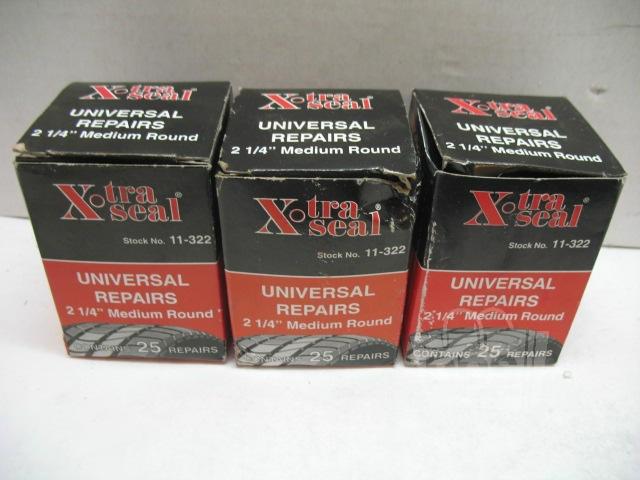 X•tra
seal®
UNIVERSAL
REPAIRS
2 1/4" Medium Round
X•tra
seal®
Stock No. 11-322
UNIVERSAL
REPAIRS
2 1/4" Medium Round
CONTAINS 25 REPAIRS
X•tra
seal®
UNIVERSAL
REPAIRS
2 1/4" Medium Round
X•tra
seal®
Stock No. 11-322
UNIVERSAL
REPAIRS
2 1/4" Medium Round
CONTAINS 25 REPAIRS
X•tra
seal®
UNIVERSAL
REPAIRS
2 1/4" Medium Round
X•tra
seal®
Stock No. 11-322
UNIVERSAL
REPAIRS
2 1/4" Medium Round
CONTAINS 25 REPAIRS